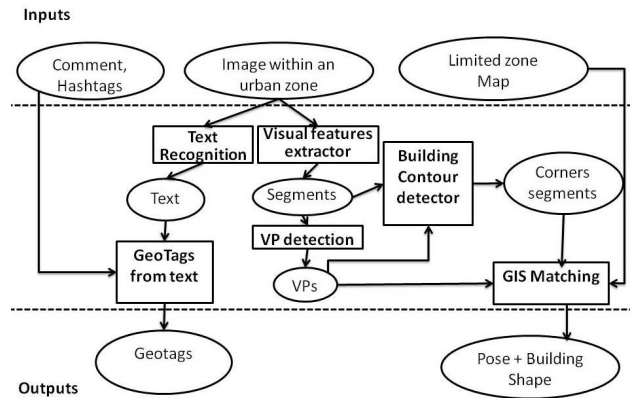 Inputs
Comment,
Hashtags
Image within an
urban zone
Limited zone
Map
Text
Recognition
Visual features
extractor
Building
Contour
detector
Corners
segments
Text
Segments
VP detection
GeoTags
from text
VPs
GIS Matching
Geotags
Pose + Building
Shape
Outputs